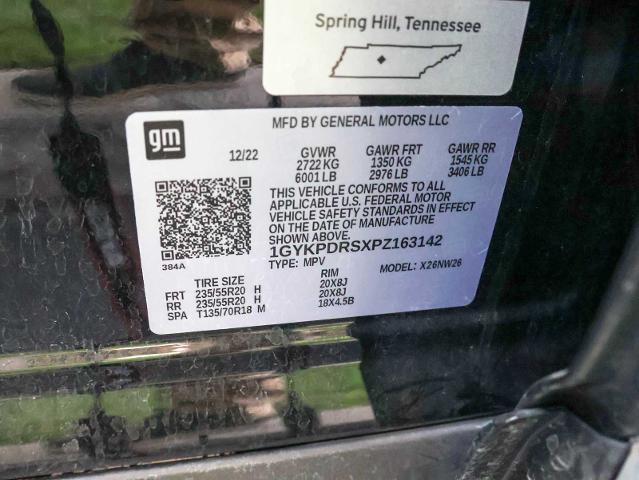 Spring Hill, Tennessee
gm
MFD BY GENERAL MOTORS LLC
12/22 GVWR GAWR FRT GAWR RR
2722 KG 1350 KG 1545 KG
6001 LB 2976 LB 3406 LB
THIS VEHICLE CONFORMS TO ALL
APPLICABLE U.S. FEDERAL MOTOR
VEHICLE SAFETY STANDARDS IN EFFECT
ON THE DATE OF MANUFACTURE
SHOWN ABOVE.
1GYKPDRSXPZ163142
384A TYPE: MPV MODEL: X26NW26
TIRE SIZE RIM
FRT 235/55R20 H 20X8J
RR 235/55R20 H 20X8J
SPA T135/70R18 M 18X4.5B